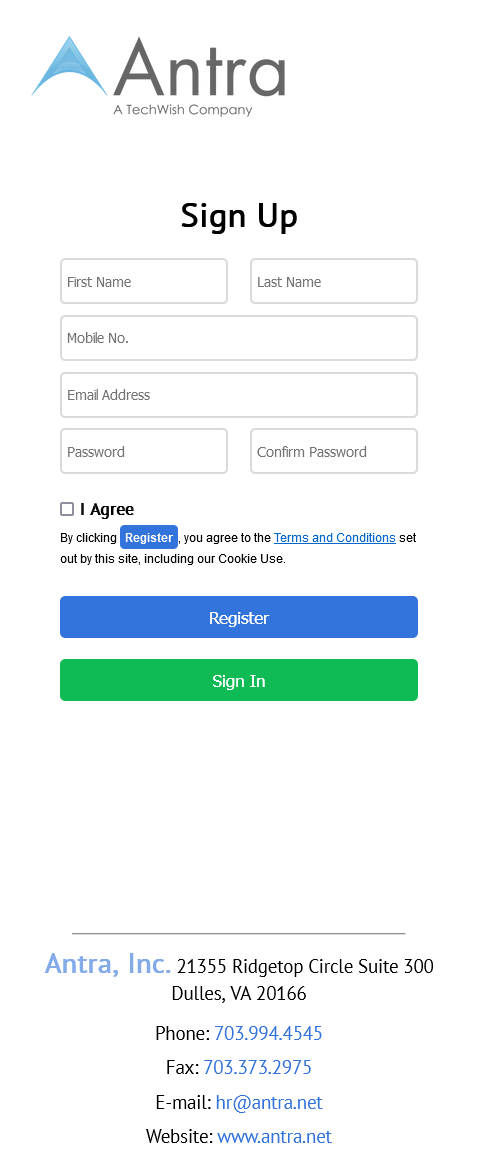 Antra
A TechWish Company
Sign Up
First Name
Last Name
Mobile No.
Email Address
Password
Confirm Password
I Agree
By clicking Register, you agree to the Terms and Conditions set
out by this site, including our Cookie Use.
Register
Sign In
Antra, Inc. 21355 Ridgetop Circle Suite 300
Dulles, VA 20166
Phone: 703.994.4545
Fax: 703.373.2975
E-mail: hr@antra.net
Website: www.antra.net